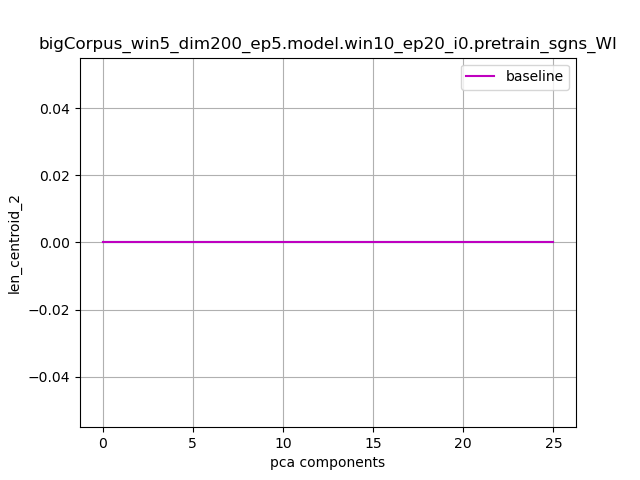 bigCorpus_win5_dim200_ep5.model.win10_ep20_i0.pretrain_sgns_WI
baseline
0.04
0.02
0.00
−0.02
−0.04
len_centroid_2
0 5 10 15 20 25
pca components